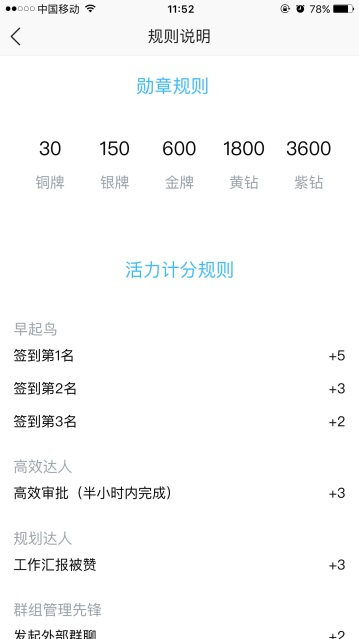 中国移动 11:52 78%
规则说明
勋章规则
30 150 600 1800 3600
铜牌 银牌 金牌 黄钻 紫钻
活力计分规则
早起鸟
签到第1名 +5
签到第2名 +3
签到第3名 +2
高效达人
高效审批（半小时内完成） +3
规划达人
工作汇报被赞 +3
群组管理先锋
发起外部群聊 +2